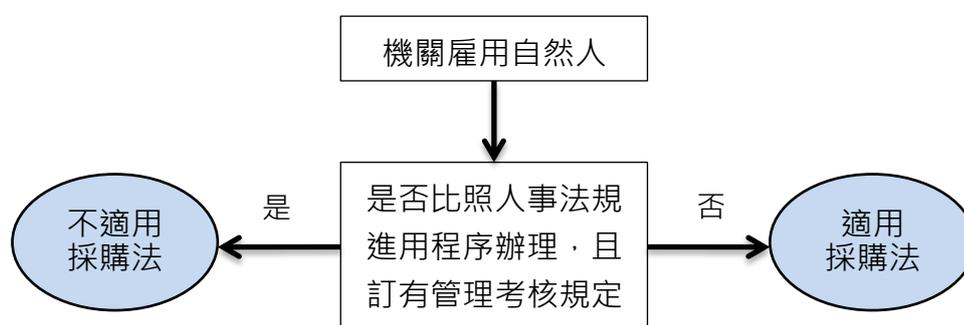 機關雇用自然人
是否比照人事法規
進用程序辦理，且
訂有管理考核規定
是
不適用
採購法
否
適用
採購法